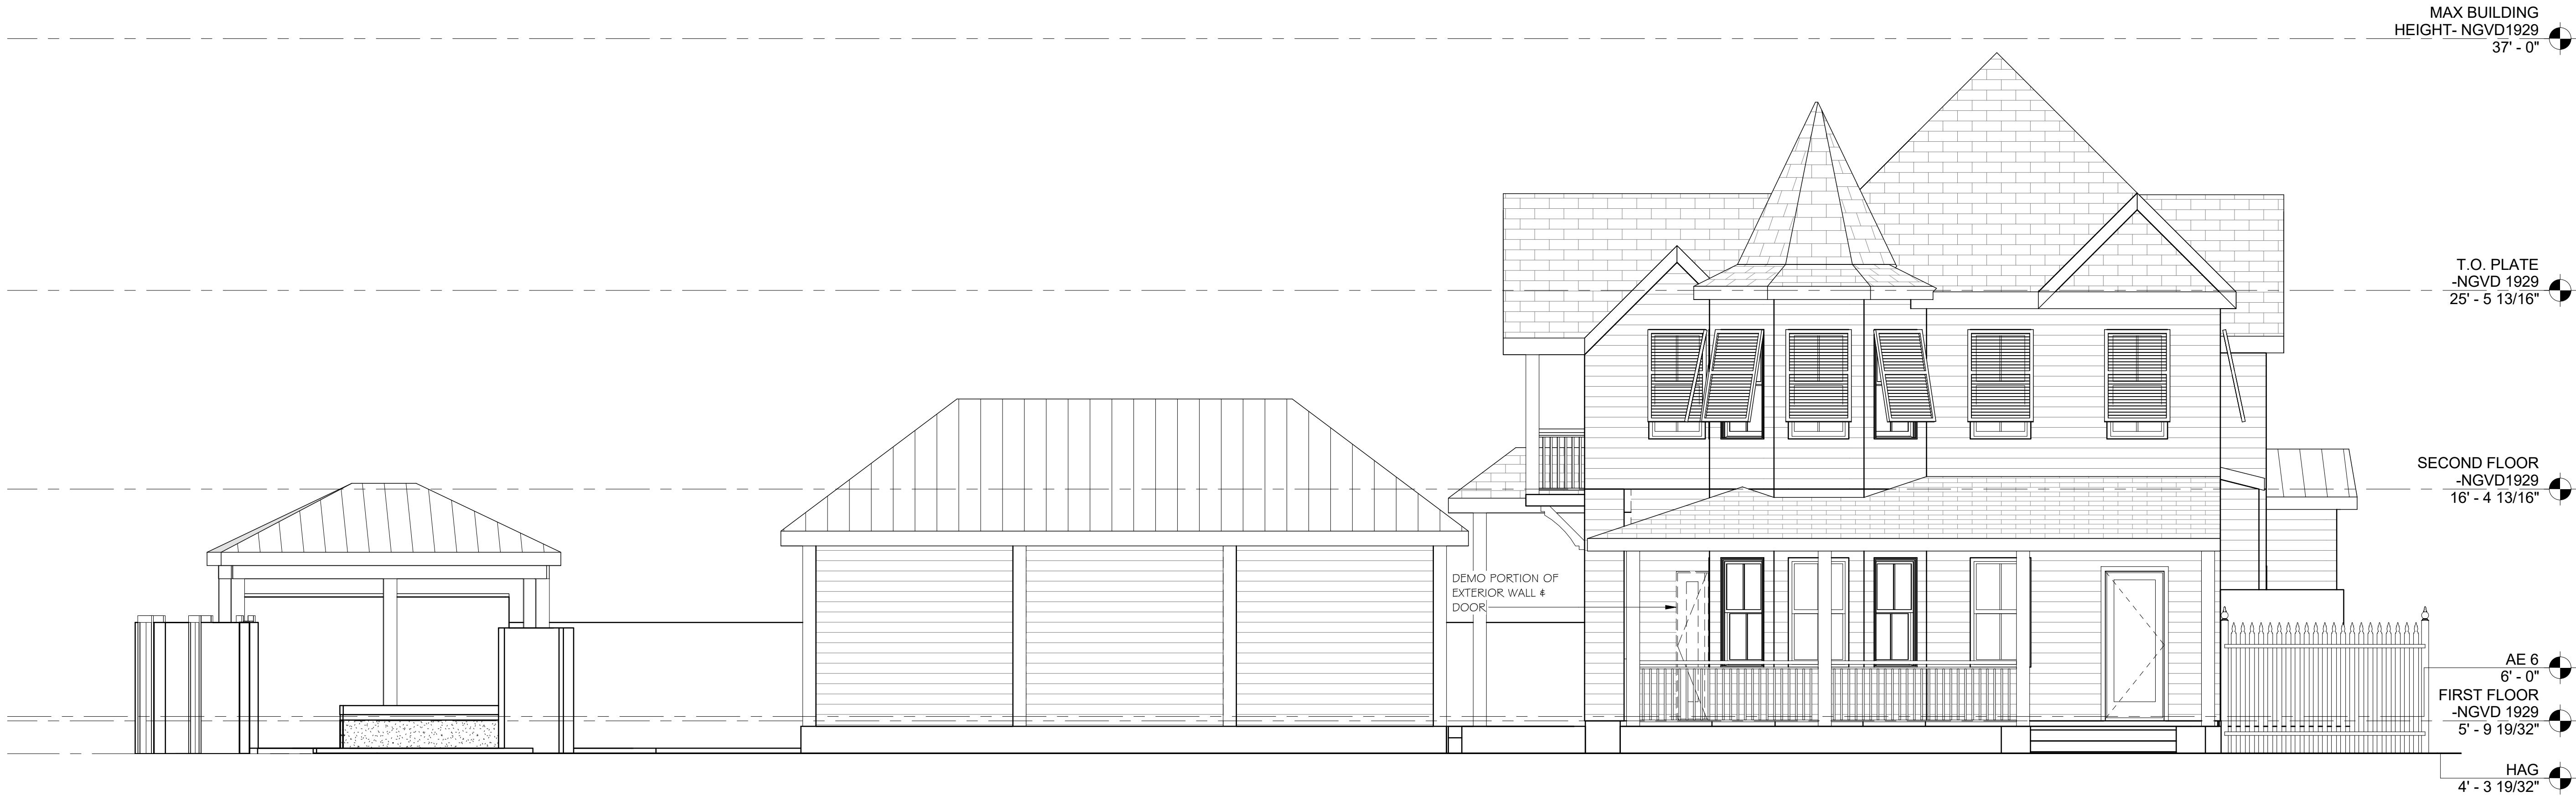 MAX BUILDING
HEIGHT- NGVD1929
37' - 0"
T.O. PLATE
-NGVD 1929
25' - 5 13/16"
SECOND FLOOR
-NGVD1929
16' - 4 13/16"
DEMO PORTION OF
EXTERIOR WALL &
DOOR
AE 6
6' - 0"
FIRST FLOOR
-NGVD 1929
5' - 9 19/32"
HAG
4' - 3 19/32"